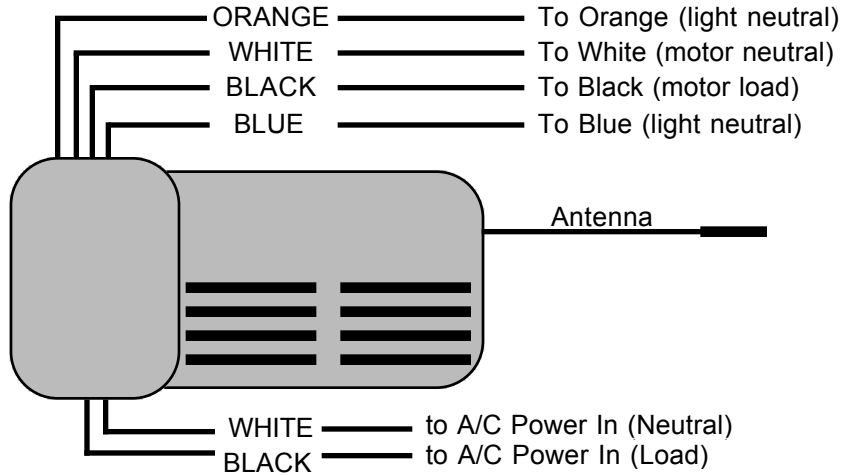 ORANGE To Orange (light neutral)
WHITE To White (motor neutral)
BLACK To Black (motor load)
BLUE To Blue (light neutral)
Antenna
WHITE to A/C Power In (Neutral)
BLACK to A/C Power In (Load)